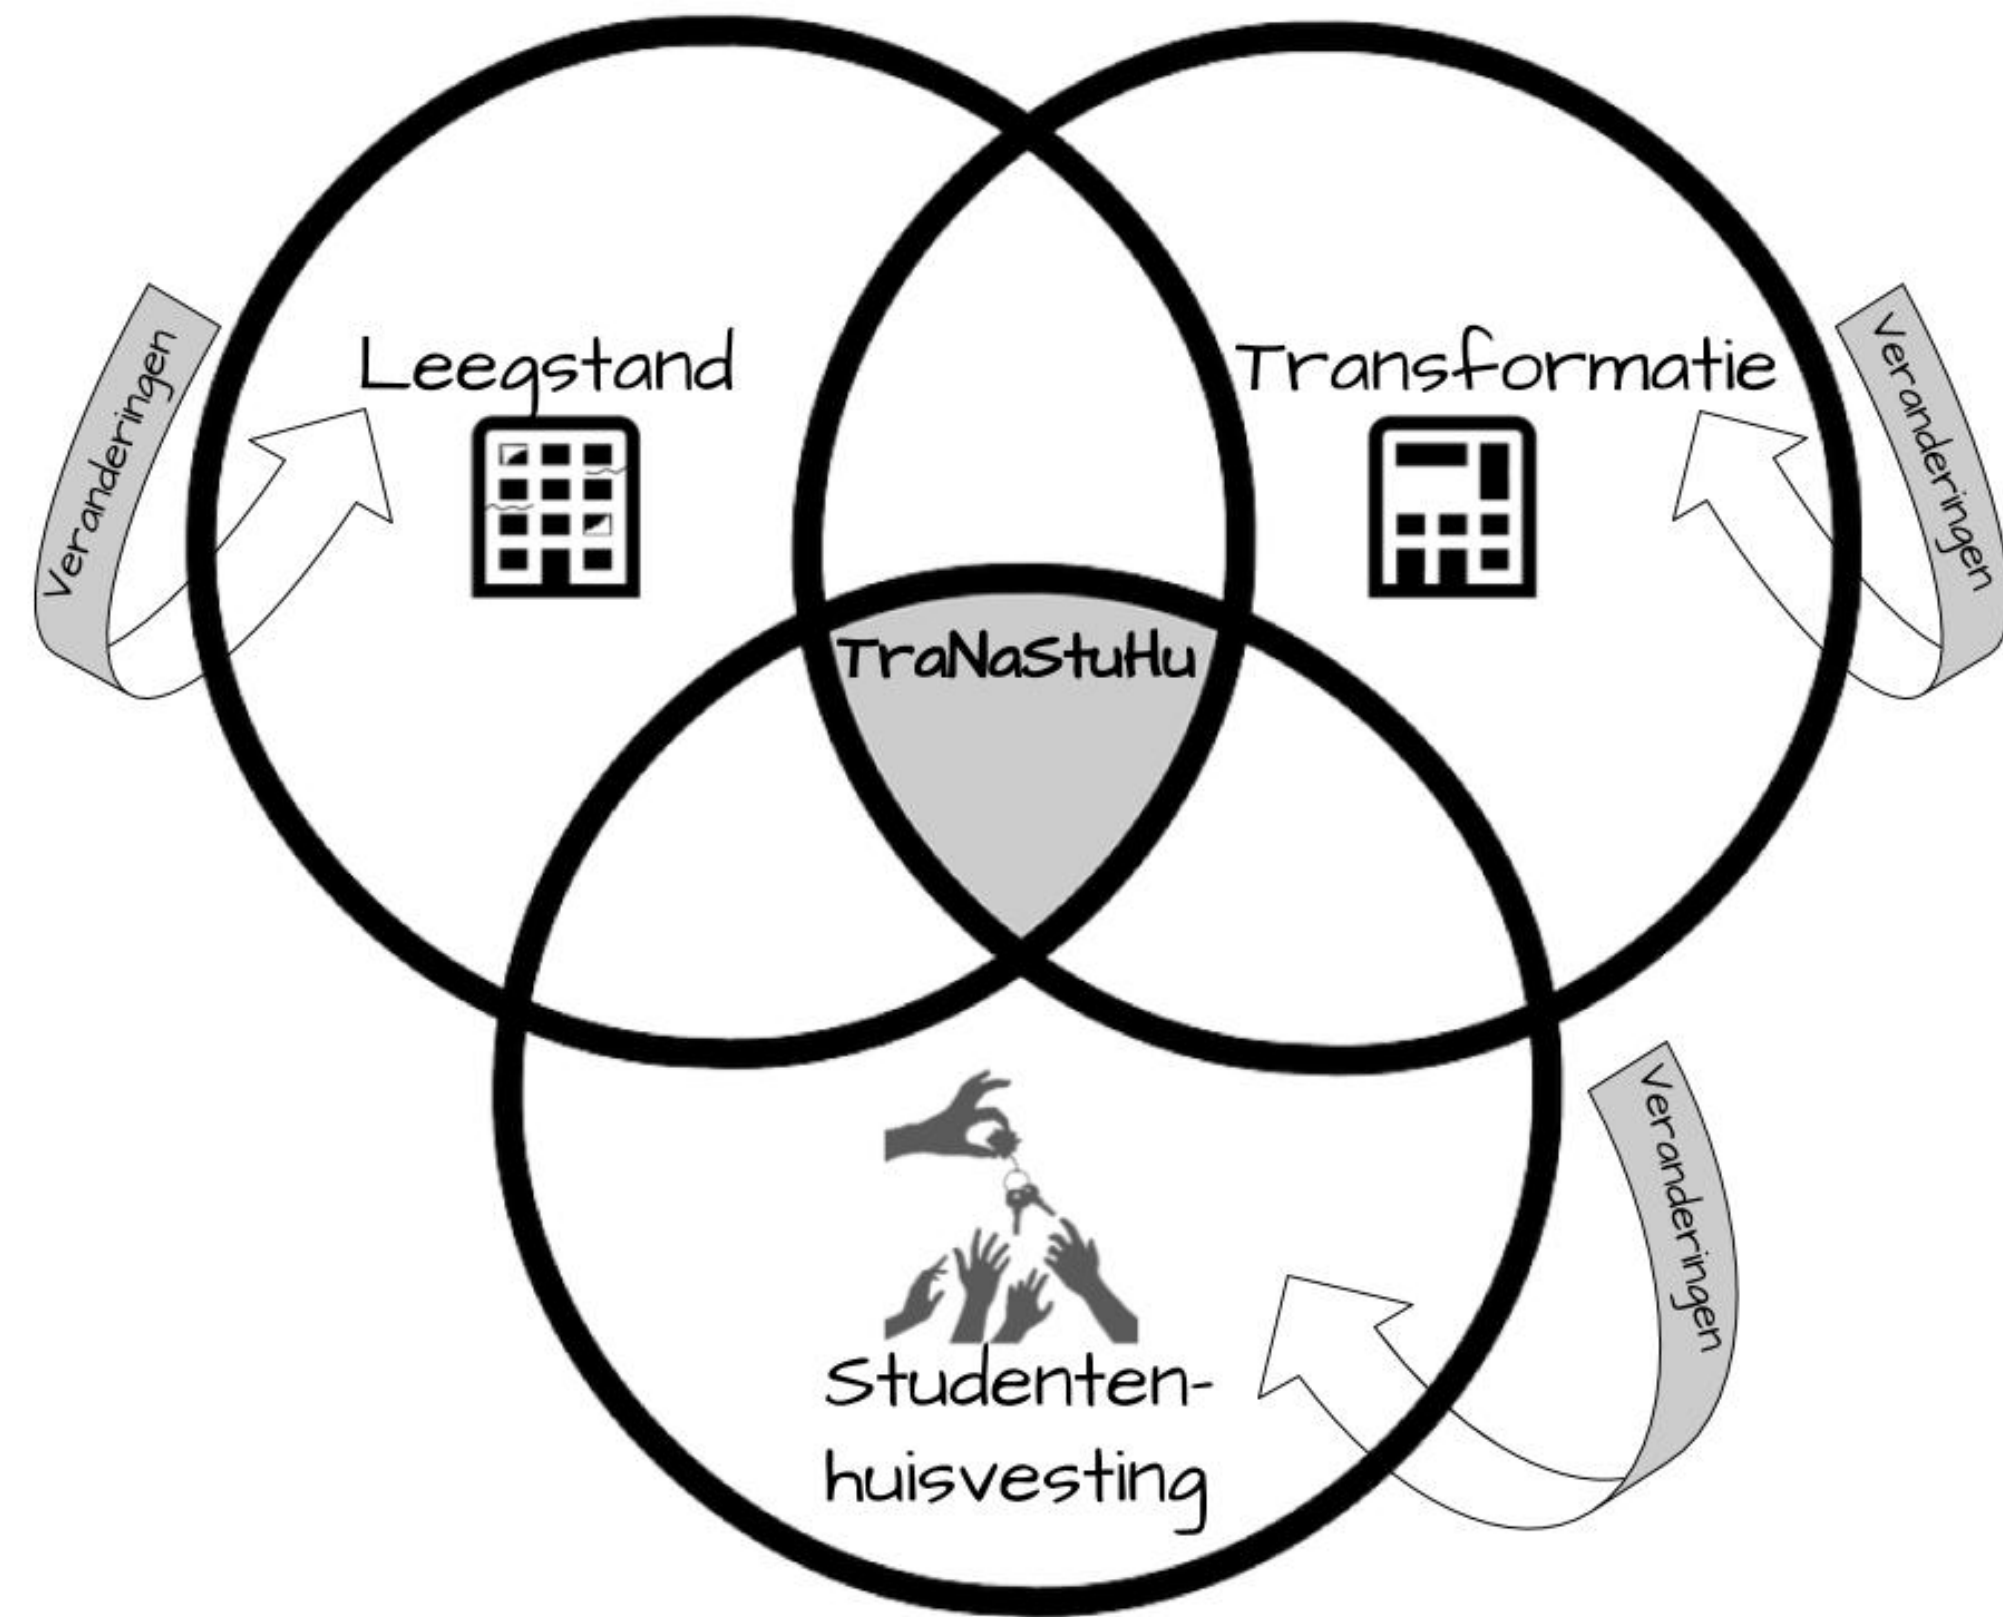 Leegstand
Transformatie
Veranderingen
Veranderingen
TraNaStuHu
Veranderingen
Studenten-
huisvesting